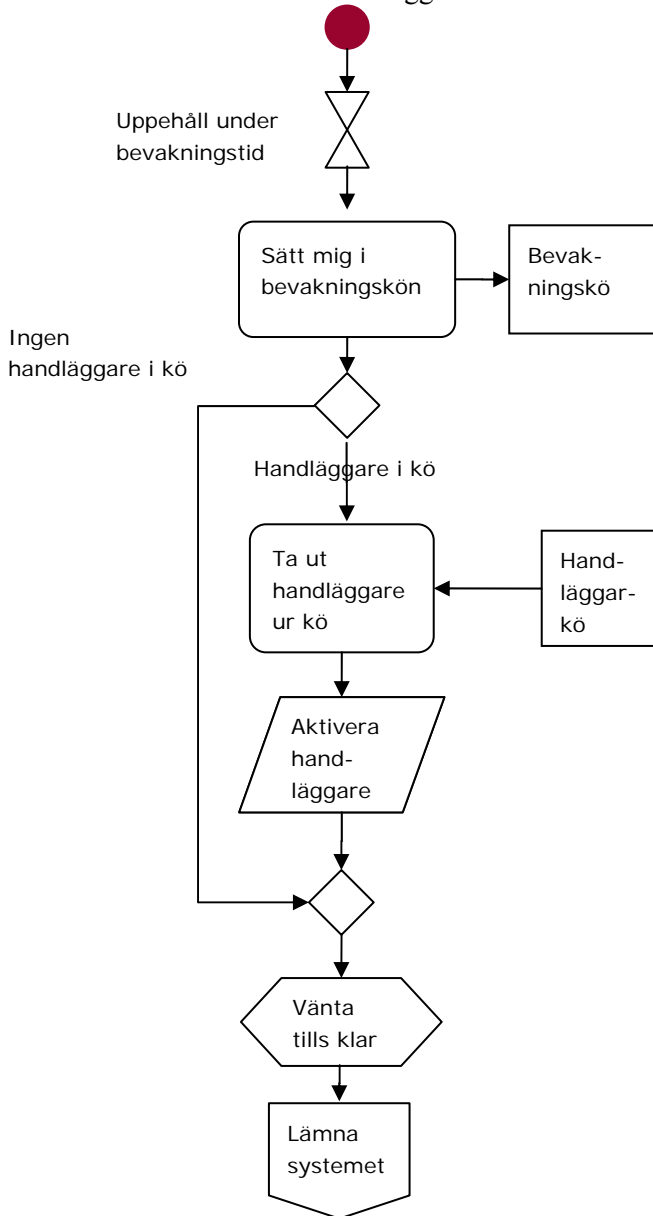 gg
Uppehåll under
bevakningstid
Sätt mig i
bevakningskön
Bevak-
ningskö
Ingen
handläggare i kö
Handläggare i kö
Ta ut
handläggare
ur kö
Hand-
läggar-
kö
Aktivera
hand-
läggare
Vänta
tills klar
Lämna
systemet